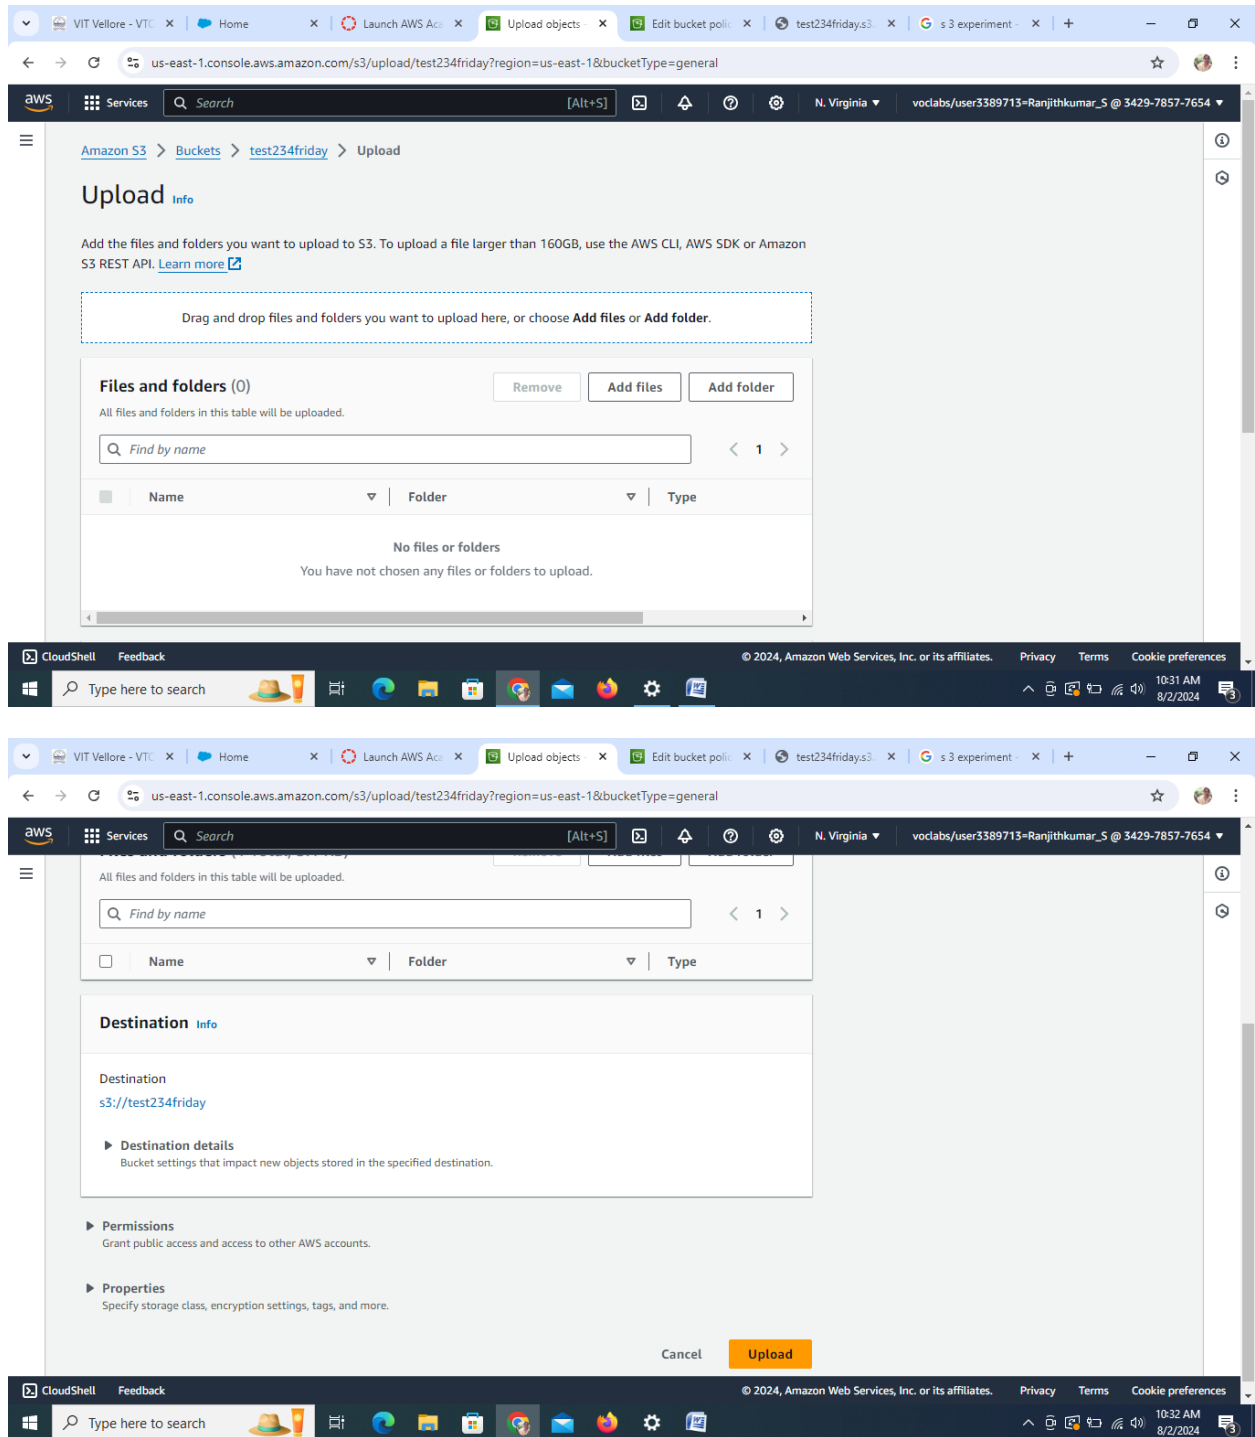 VIT Vellore - VTC Home Launch AWS Aca Upload objects - Edit bucket polic test234friday.s3. s 3 experiment -
us-east-1.console.aws.amazon.com/s3/upload/test234friday?region=us-east-1&bucketType=general
aws Services Search [Alt+S] N. Virginia voclabs/user3389713=Ranjithkumar_S @ 3429-7857-7654
Amazon S3 > Buckets > test234friday > Upload
Upload Info
Add the files and folders you want to upload to S3. To upload a file larger than 160GB, use the AWS CLI, AWS SDK or Amazon
S3 REST API. Learn more
Drag and drop files and folders you want to upload here, or choose Add files or Add folder.
Files and folders (0) Remove Add files Add folder
All files and folders in this table will be uploaded.
Find by name 1
Name Folder Type
No files or folders
You have not chosen any files or folders to upload.
CloudShell Feedback © 2024, Amazon Web Services, Inc. or its affiliates. Privacy Terms Cookie preferences
Type here to search 10:31 AM
8/2/2024 3
VIT Vellore - VTC Home Launch AWS Aca Upload objects - Edit bucket polic test234friday.s3. s 3 experiment -
us-east-1.console.aws.amazon.com/s3/upload/test234friday?region=us-east-1&bucketType=general
aws Services Search [Alt+S] N. Virginia voclabs/user3389713=Ranjithkumar_S @ 3429-7857-7654
All files and folders in this table will be uploaded.
Find by name 1
Name Folder Type
Destination Info
Destination
s3://test234friday
Destination details
Bucket settings that impact new objects stored in the specified destination.
Permissions
Grant public access and access to other AWS accounts.
Properties
Specify storage class, encryption settings, tags, and more.
Cancel Upload
CloudShell Feedback © 2024, Amazon Web Services, Inc. or its affiliates. Privacy Terms Cookie preferences
Type here to search 10:32 AM
8/2/2024 3